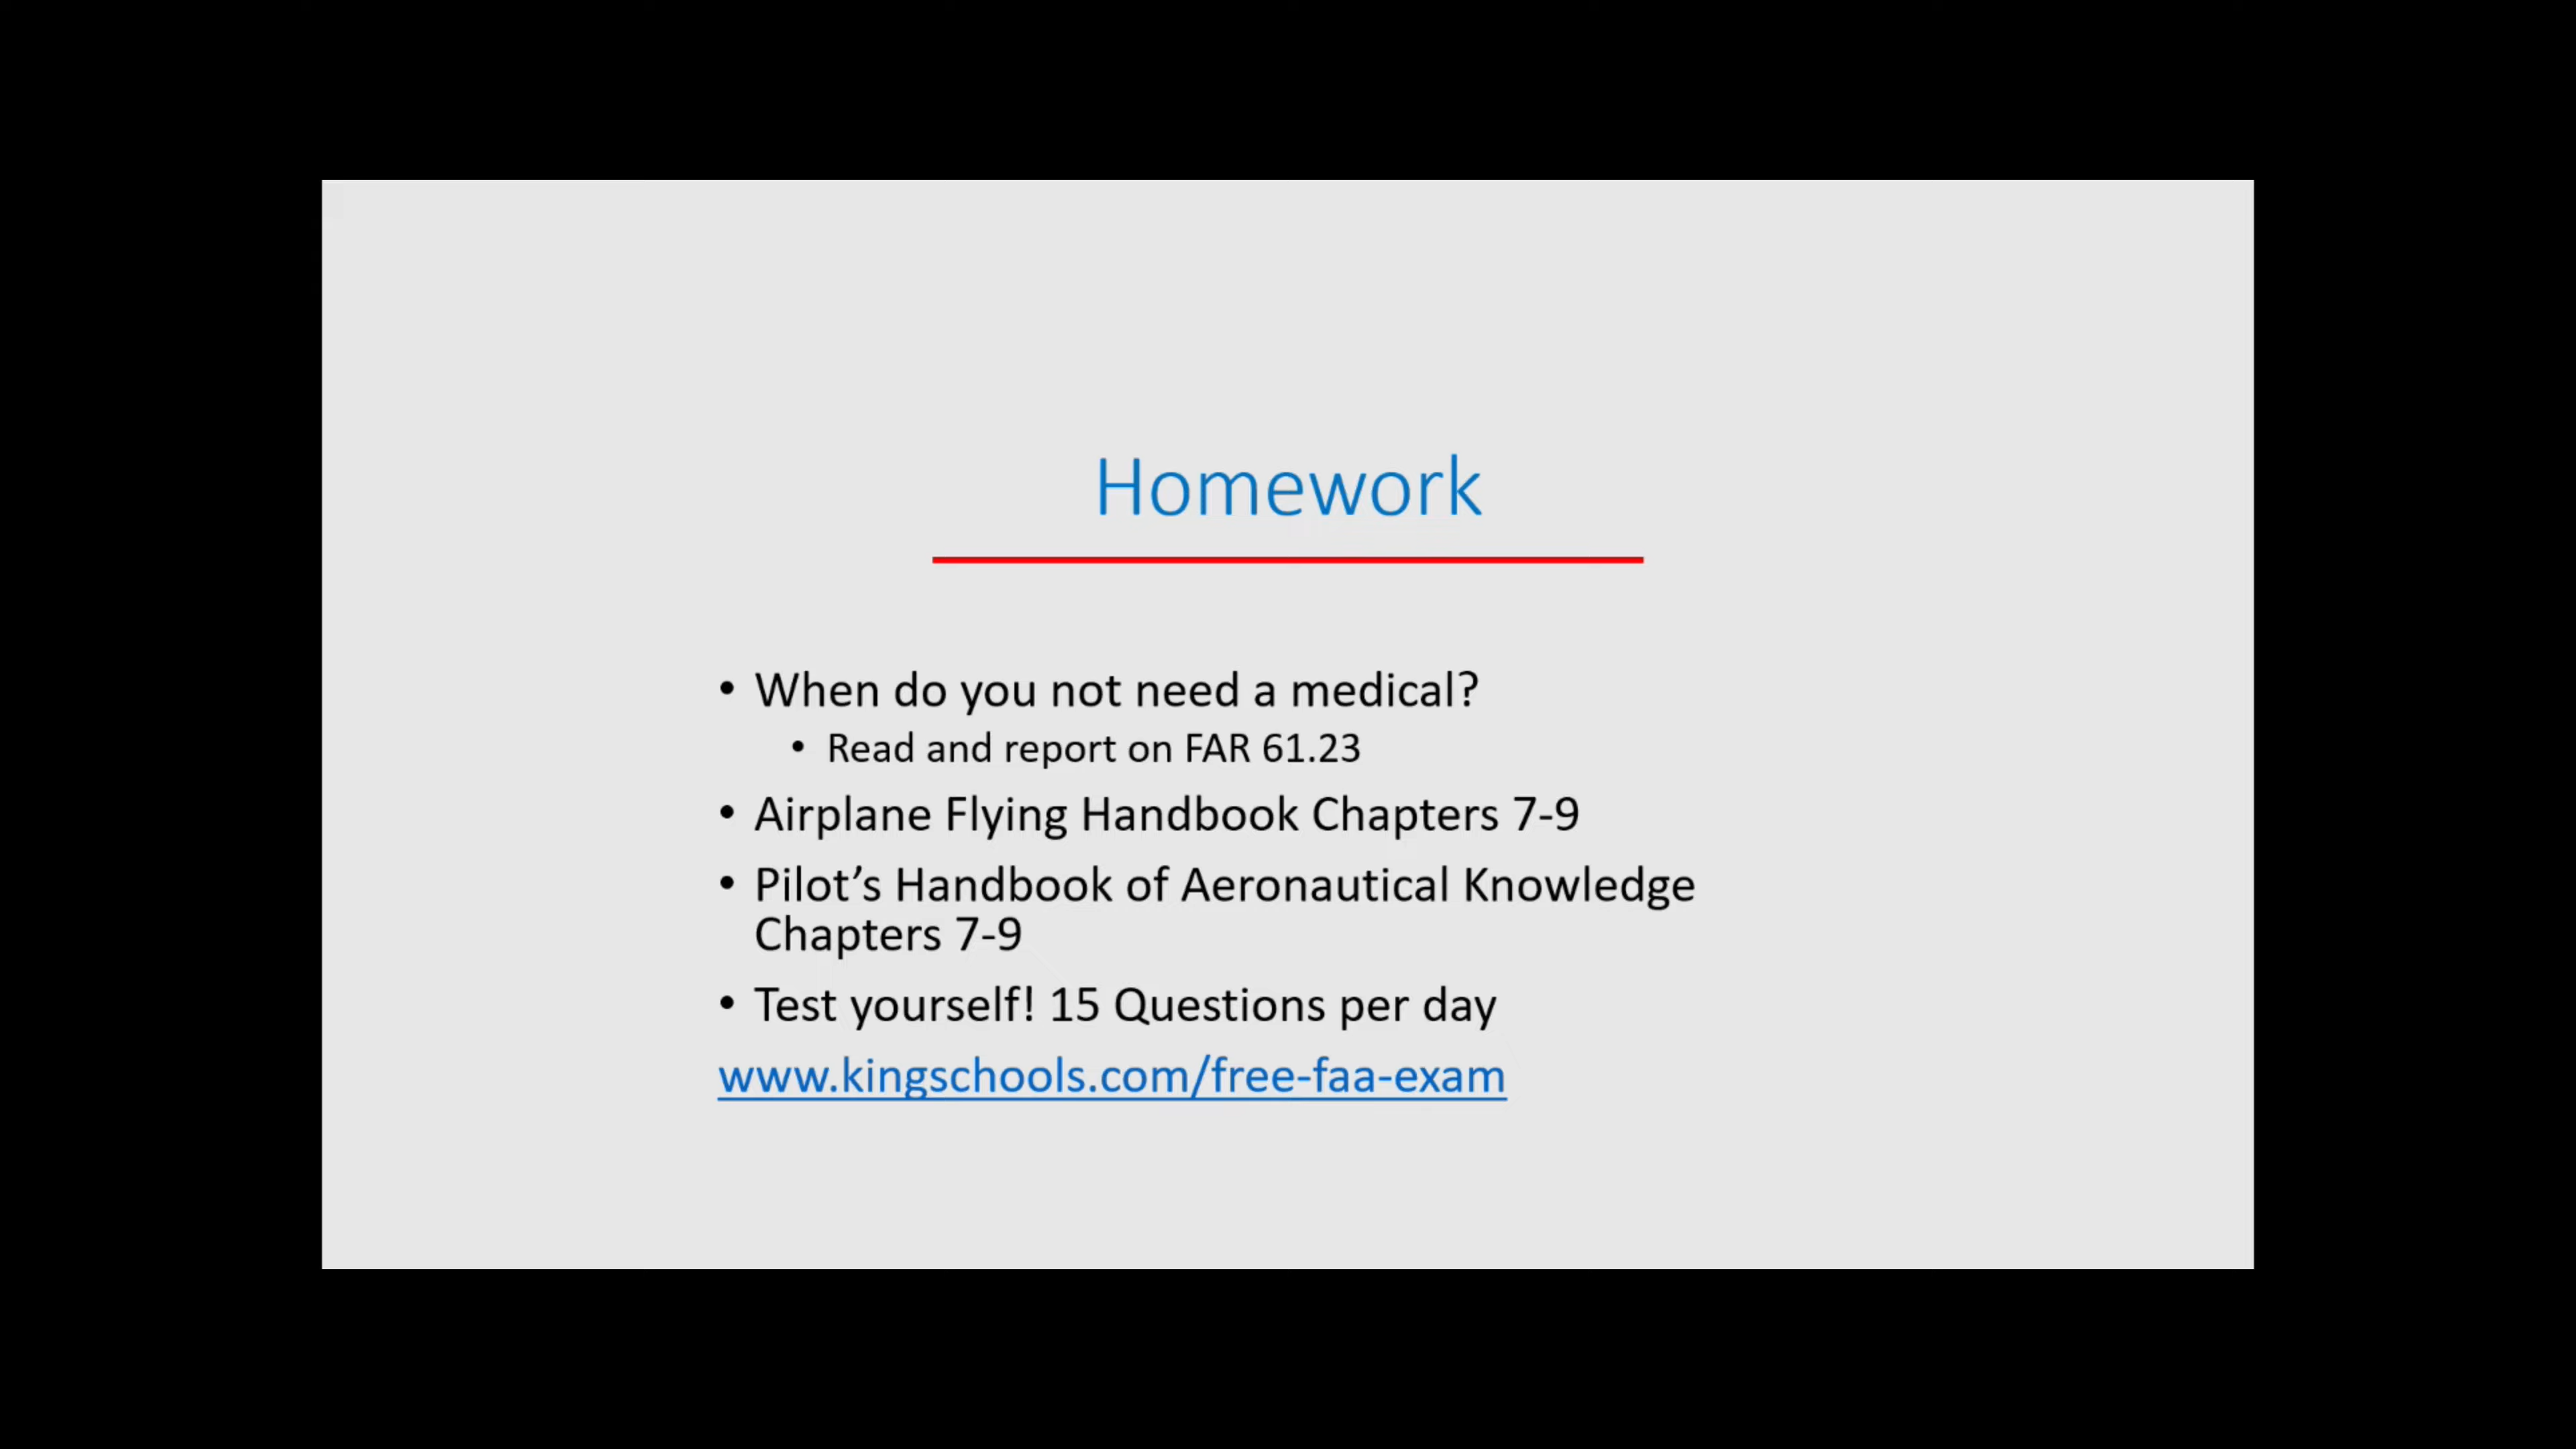 Homework
• When do you not need a medical?
• Read and report on FAR 61.23
• Airplane Flying Handbook Chapters 7-9
• Pilot’s Handbook of Aeronautical Knowledge
Chapters 7-9
• Test yourself! 15 Questions per day
www.kingschools.com/free-faa-exam